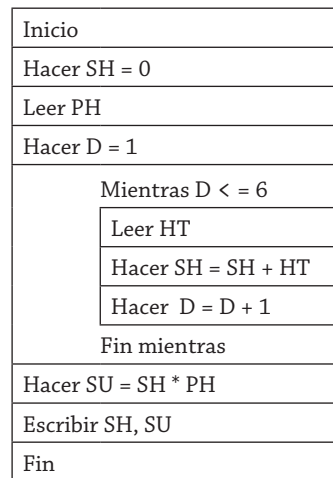 Inicio
Hacer SH = 0
Leer PH
Hacer D = 1
Mientras D < = 6
Leer HT
Hacer SH = SH + HT
Hacer D = D + 1
Fin mientras
Hacer SU = SH * PH
Escribir SH, SU
Fin